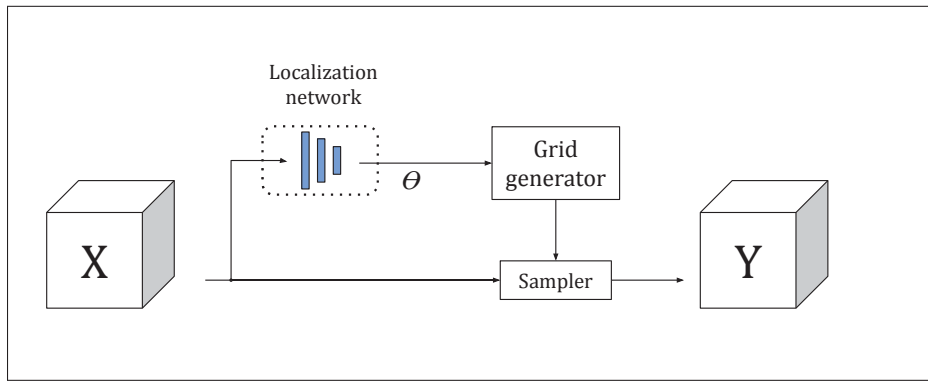 Localization
network
Grid
generator
Θ
X
Y
Sampler